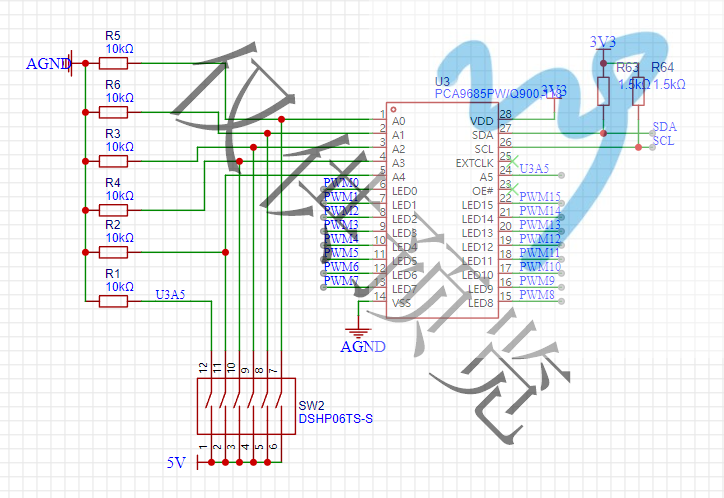 R5
10kΩ
AGND
R6
10kΩ
R3
10kΩ
R4
10kΩ
R2
10kΩ
R1
10kΩ
U3A5
U3
PCA9685PW/Q900,118
3V3
3V3
R63
1.5kΩ
R64
1.5kΩ
SDA
SCL
1 A0 VDD 28
2 A1 SDA 27
3 A2 SCL 26
4 A3 EXTCLK 25
5 A4 A5 24 U3A5
PWM0 6 LED0 OE# 23
PWM1 7 LED1 LED15 22 PWM15
PWM2 8 LED2 LED14 21 PWM14
PWM3 9 LED3 LED13 20 PWM13
PWM4 10 LED4 LED12 19 PWM12
PWM5 11 LED5 LED11 18 PWM11
PWM6 12 LED6 LED10 17 PWM10
PWM7 13 LED7 LED9 16 PWM9
14 VSS LED8 15 PWM8
AGND
12 11 10 9 8 7
SW2
DSHP06TS-S
1 2 3 4 5 6
5V
仅供预览